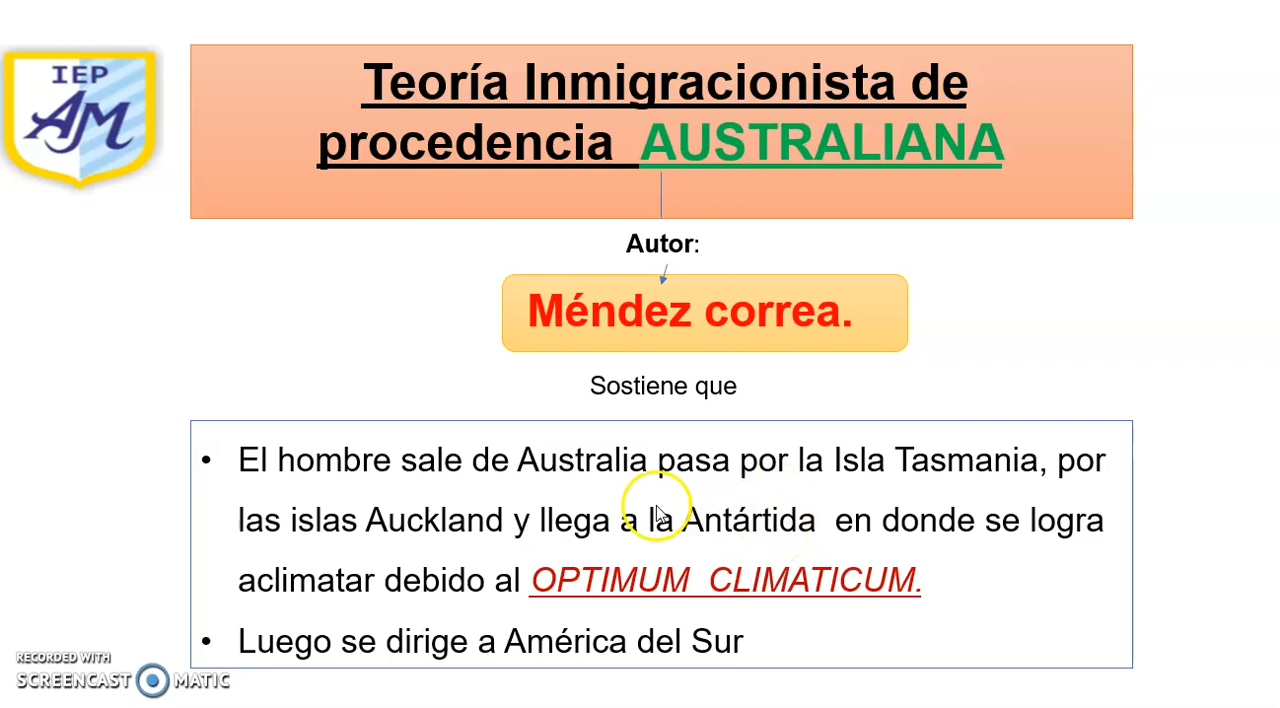 IEP
AM
Teoría Inmigracionista de
procedencia AUSTRALIANA
Autor:
Méndez correa.
Sostiene que
• El hombre sale de Australia pasa por la Isla Tasmania, por
las islas Auckland y llega a la Antártida en donde se logra
aclimatar debido al OPTIMUM CLIMATICUM.
• Luego se dirige a América del Sur
RECORDED WITH
SCREENCAST MATIC